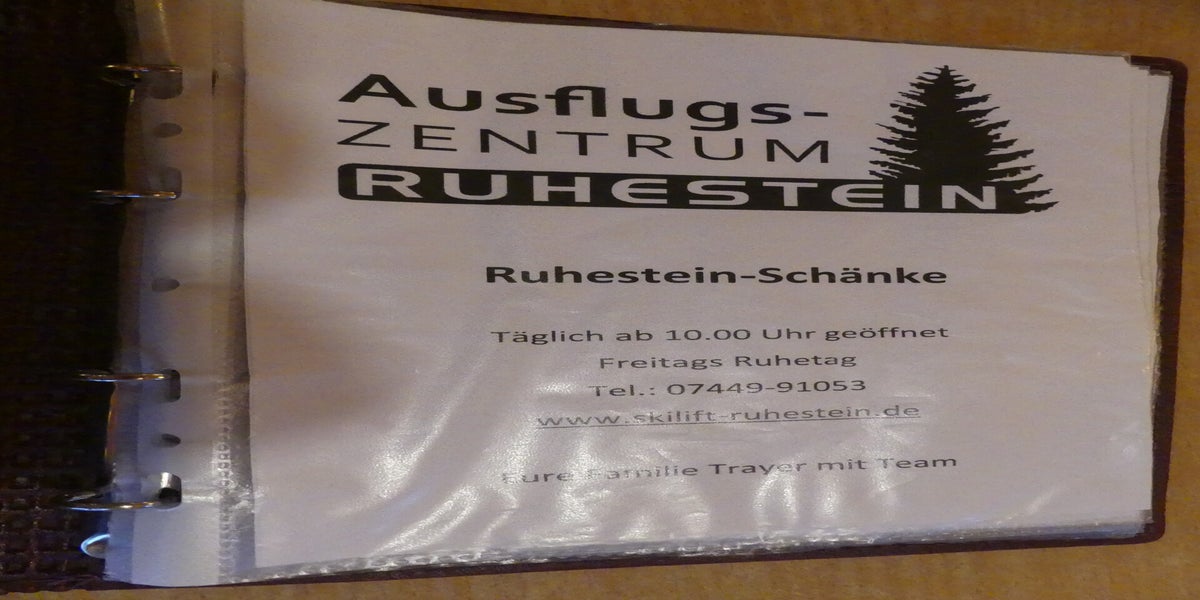 Ausflugs-
ZENTRUM
RUHESTEIN
Ruhestein-Schänke
Täglich ab 10.00 Uhr geöffnet
Freitags Ruhetag
Tel.: 07449-91053
www.skilift-ruhestein.de
Eure Familie Trayer mit Team